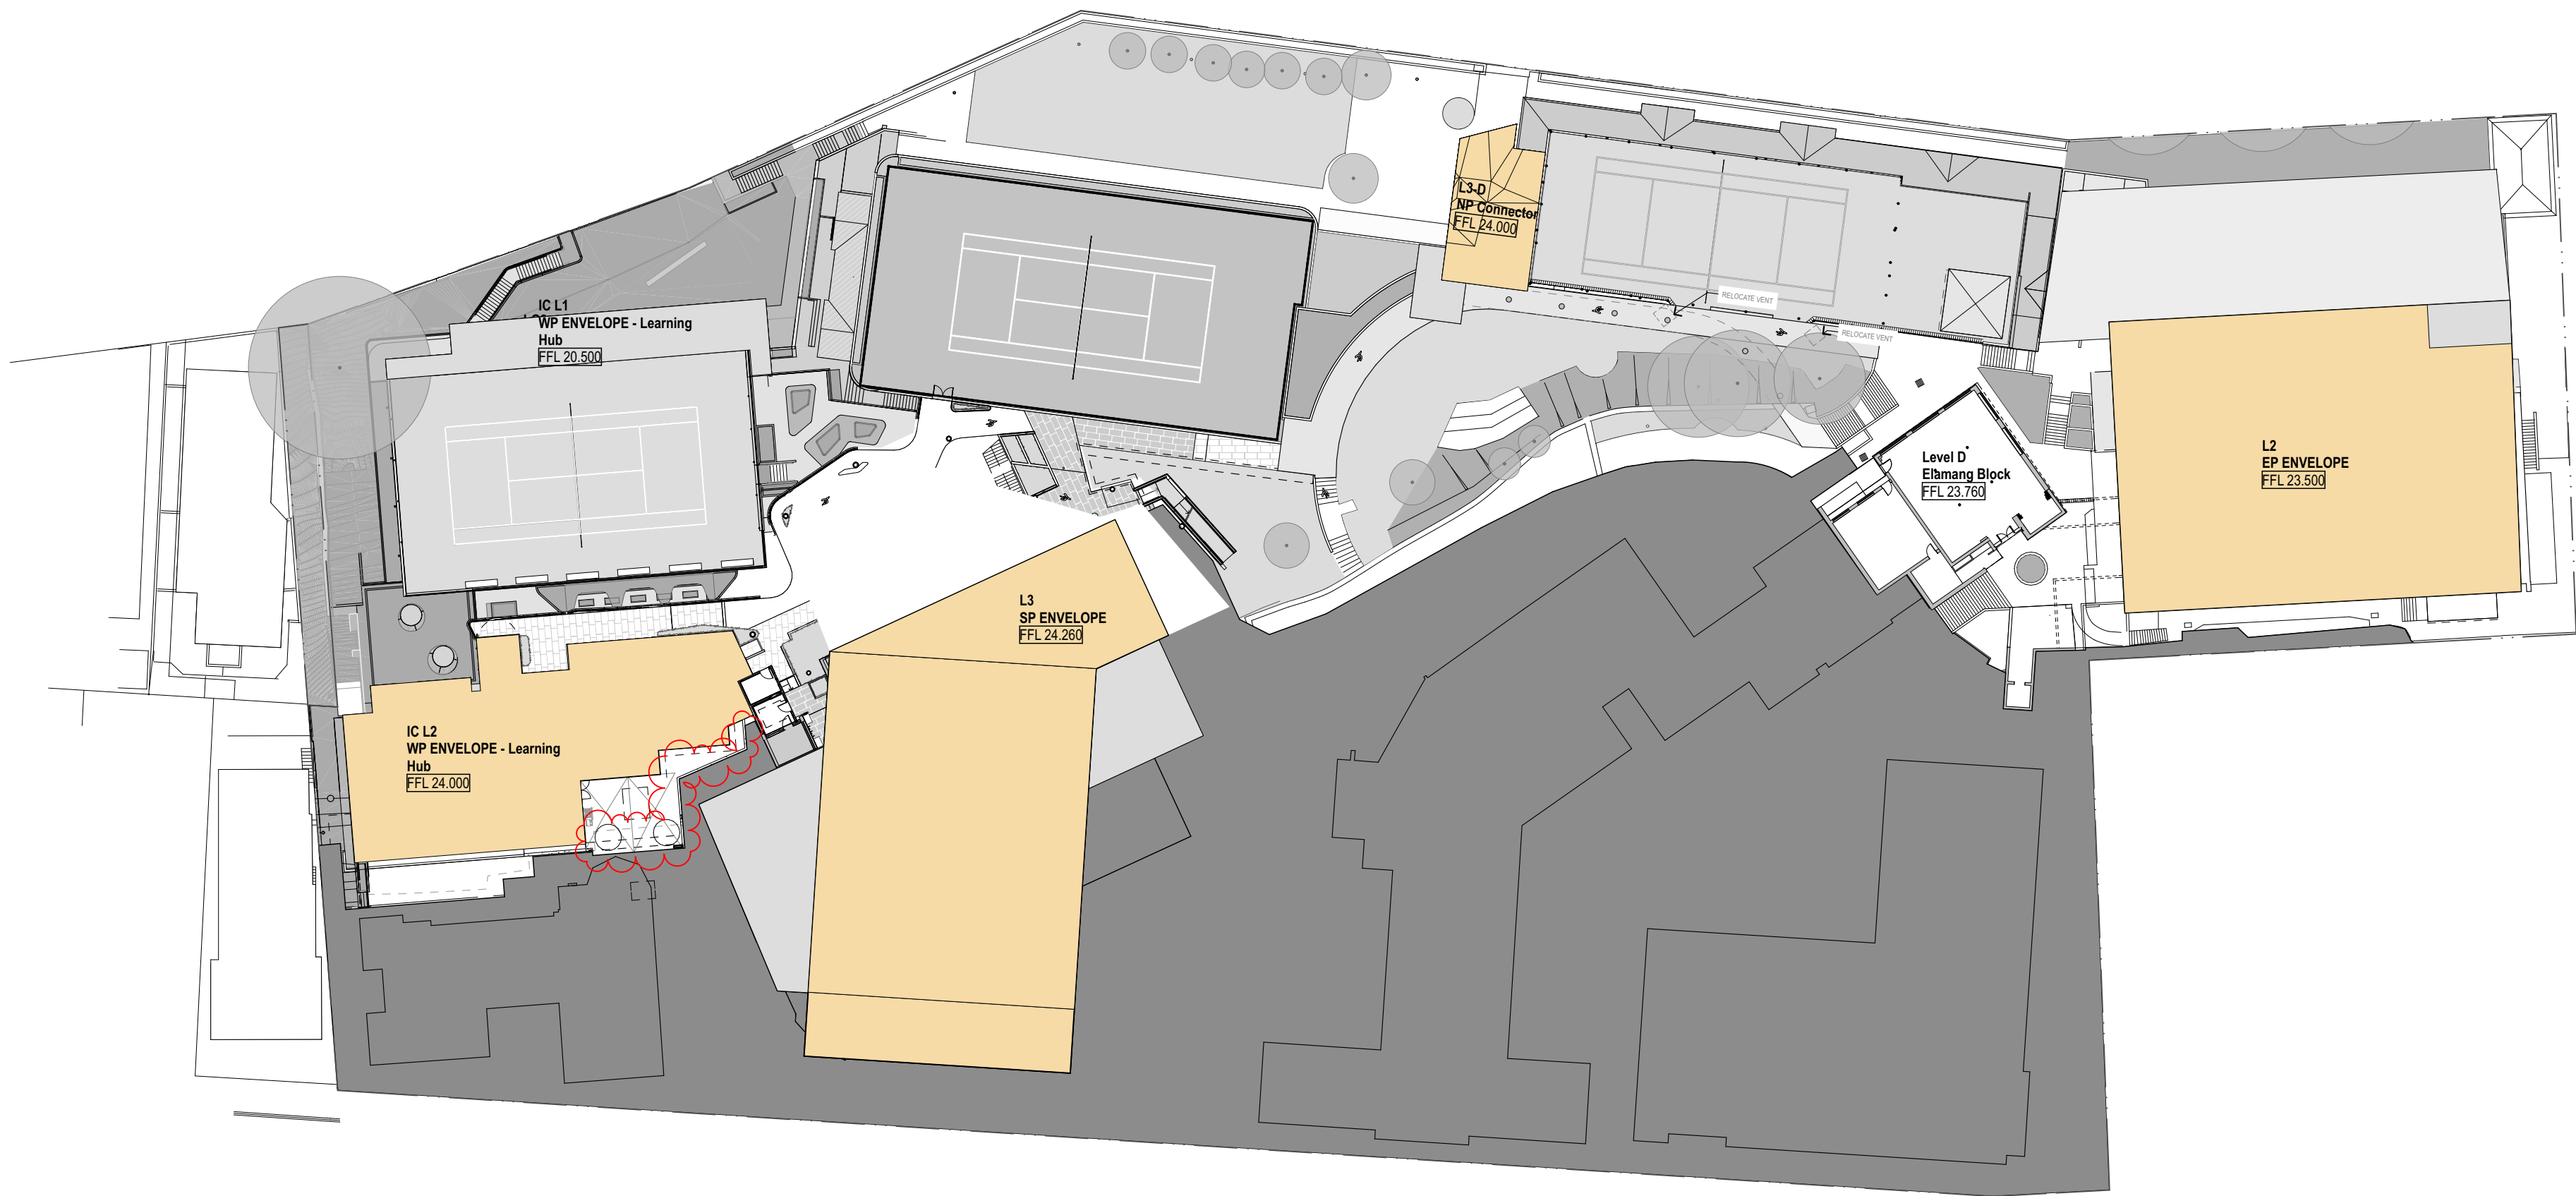 L3-D
NP Connector
FFL 24.000
RELOCATE VENT
RELOCATE VENT
IC L1
WP ENVELOPE - Learning
Hub
FFL 20.500
L2
EP ENVELOPE
FFL 23.500
Level D
Elamang Block
FFL 23.760
L3
SP ENVELOPE
FFL 24.260
IC L2
WP ENVELOPE - Learning
Hub
FFL 24.000